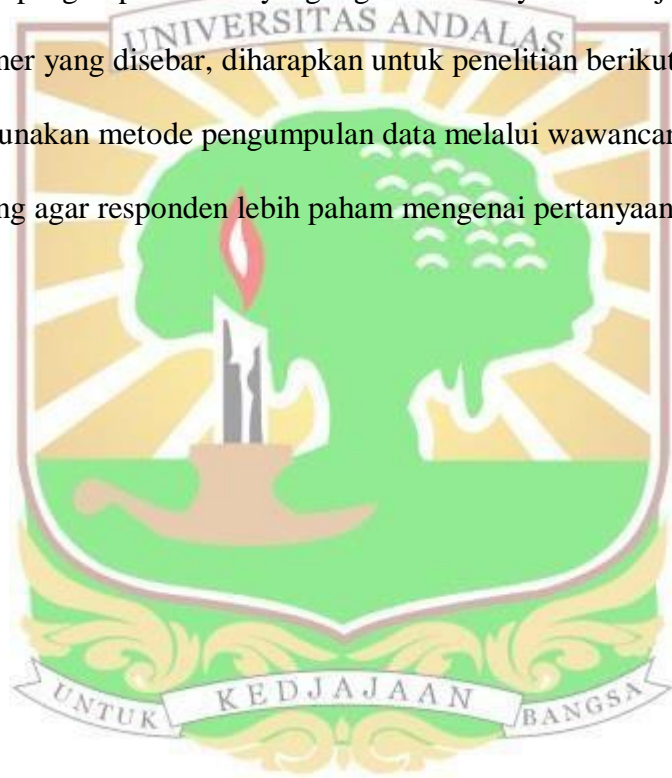 UNIVERSITAS ANDALAS
ner yang disebar, diharapkan untuk penelitian berikut
unakan metode pengumpulan data melalui wawancar
ng agar responden lebih paham mengenai pertanyaan
UNTUK KEDJAJAAN BANGSA